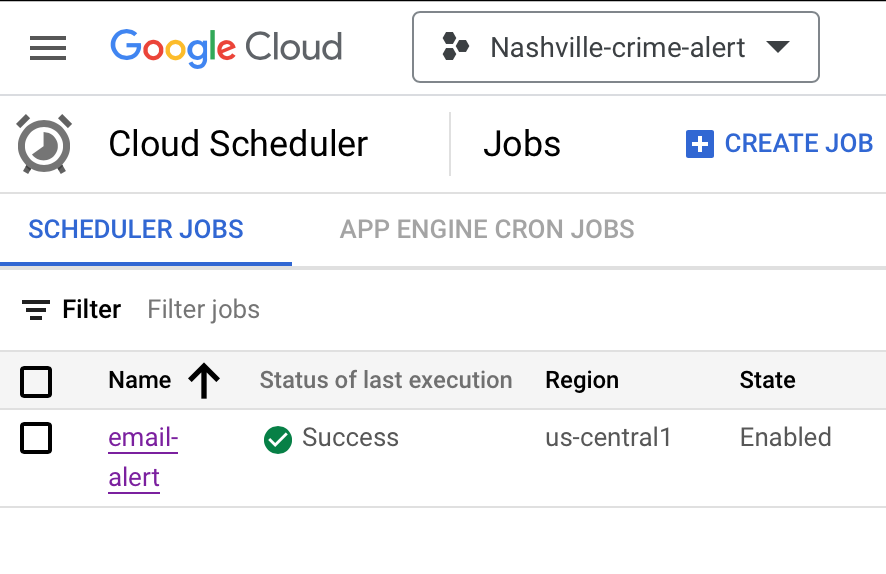 Google Cloud Nashville-crime-alert
Cloud Scheduler Jobs CREATE JOB
SCHEDULER JOBS APP ENGINE CRON JOBS
Filter Filter jobs
Name Status of last execution Region State
email- Success us-central1 Enabled
alert